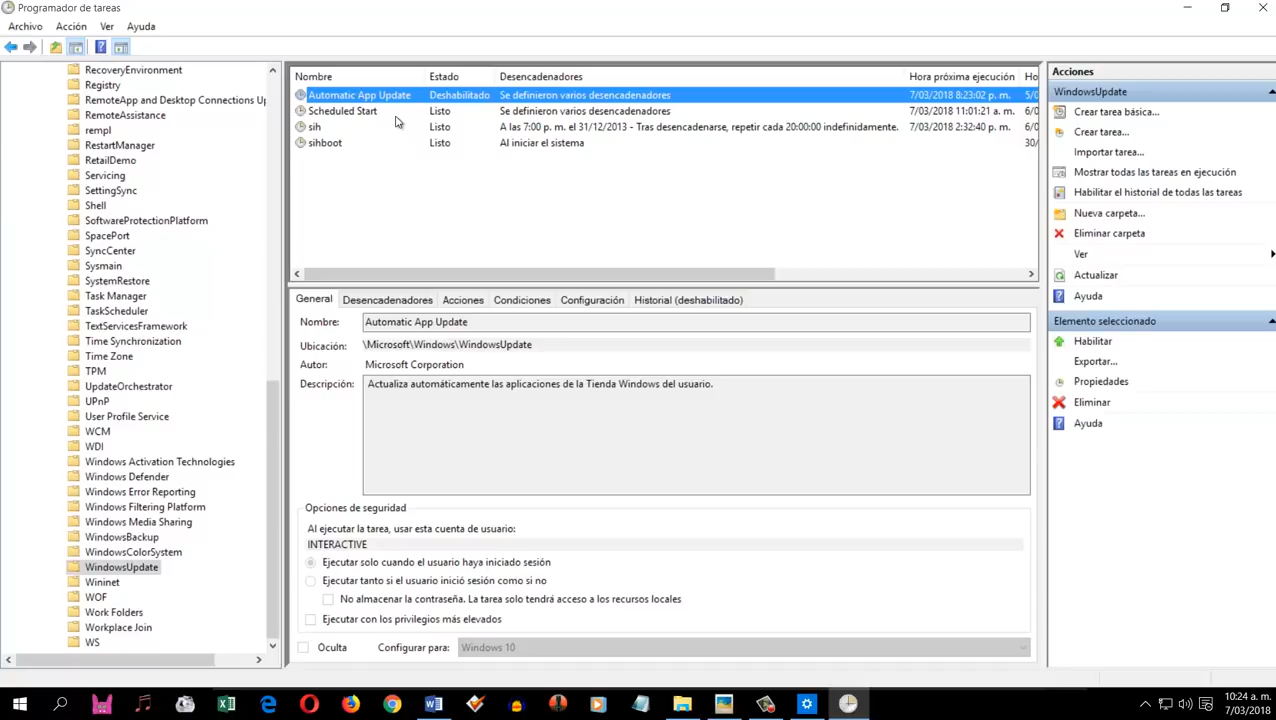 Programador de tareas
Archivo Acción Ver Ayuda
RecoveryEnvironment
Registry
RemoteApp and Desktop Connections Up
RemoteAssistance
rempl
RestartManager
RetailDemo
Servicing
SettingSync
Shell
SoftwareProtectionPlatform
SpacePort
SyncCenter
Sysmain
SystemRestore
Task Manager
TaskScheduler
TextServicesFramework
Time Synchronization
Time Zone
TPM
UpdateOrchestrator
UPnP
User Profile Service
WCM
WDI
Windows Activation Technologies
Windows Defender
Windows Error Reporting
Windows Filtering Platform
Windows Media Sharing
WindowsBackup
WindowsColorSystem
WindowsUpdate
Wininet
WOF
Work Folders
Workplace Join
WS
Nombre Estado Desencadenadores Hora próxima ejecución Ho
Automatic App Update Deshabilitado Se definieron varios desencadenadores 7/03/2018 8:23:02 p. m. 5/0
Scheduled Start Listo Se definieron varios desencadenadores 7/03/2018 11:01:21 a. m. 6/0
sih Listo A las 7:00 p. m. el 31/12/2013 - Tras desencadenarse, repetir cada 20:00:00 indefinidamente. 7/03/2018 2:32:40 p. m. 6/0
sihboot Listo Al iniciar el sistema 30/
General Desencadenadores Acciones Condiciones Configuración Historial (deshabilitado)
Nombre: Automatic App Update
Ubicación: \Microsoft\Windows\WindowsUpdate
Autor: Microsoft Corporation
Descripción: Actualiza automáticamente las aplicaciones de la Tienda Windows del usuario.
Opciones de seguridad
Al ejecutar la tarea, usar esta cuenta de usuario:
INTERACTIVE
Ejecutar solo cuando el usuario haya iniciado sesión
Ejecutar tanto si el usuario inició sesión como si no
No almacenar la contraseña. La tarea solo tendrá acceso a los recursos locales
Ejecutar con los privilegios más elevados
Oculta Configurar para: Windows 10
Acciones
WindowsUpdate
Crear tarea básica...
Crear tarea...
Importar tarea...
Mostrar todas las tareas en ejecución
Habilitar el historial de todas las tareas
Nueva carpeta...
Eliminar carpeta
Ver
Actualizar
Ayuda
Elemento seleccionado
Habilitar
Exportar...
Propiedades
Eliminar
Ayuda
10:24 a. m.
7/03/2018